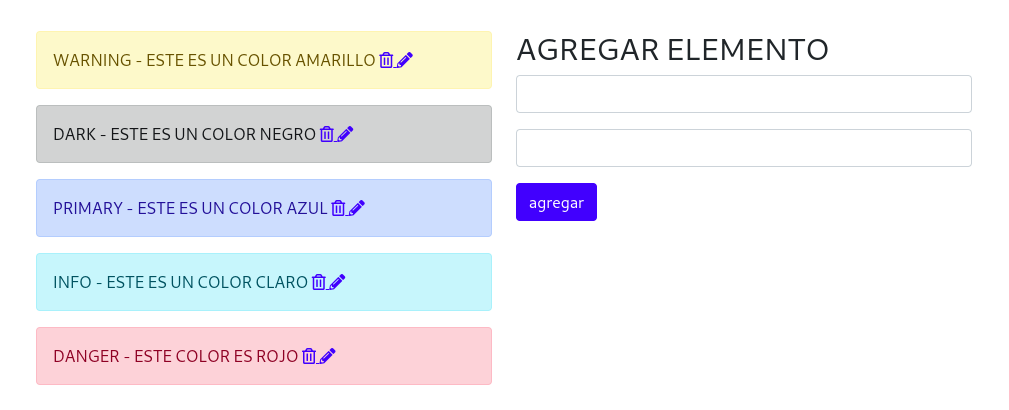 WARNING - ESTE ES UN COLOR AMARILLO
DARK - ESTE ES UN COLOR NEGRO
PRIMARY - ESTE ES UN COLOR AZUL
INFO - ESTE ES UN COLOR CLARO
DANGER - ESTE COLOR ES ROJO
AGREGAR ELEMENTO
agregar